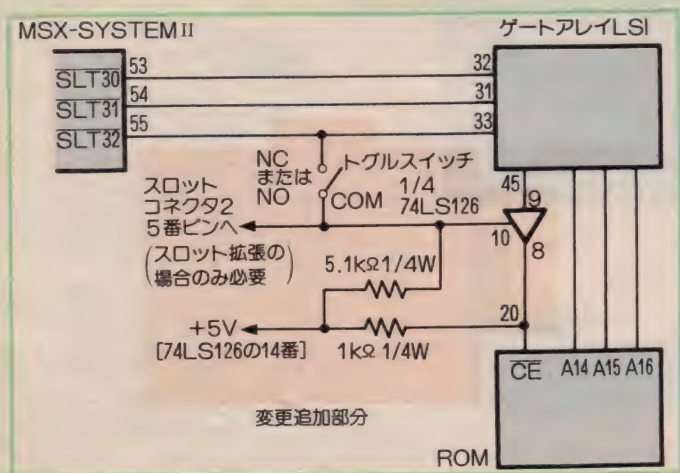 MSX-SYSTEM II
ゲートアレイLSI
SLT30
53
32
SLT31
54
31
SLT32
55
33
NC
または
NO
トグルスイッチ
COM
1/4
74LS126
45
9
10
8
スロット
コネクタ2
5番ピンへ
(スロット拡張の
場合のみ必要)
5.1kΩ1/4W
+5V
[74LS126の14番]
1kΩ 1/4W
20
CE
A14
A15
A16
変更追加部分
ROM